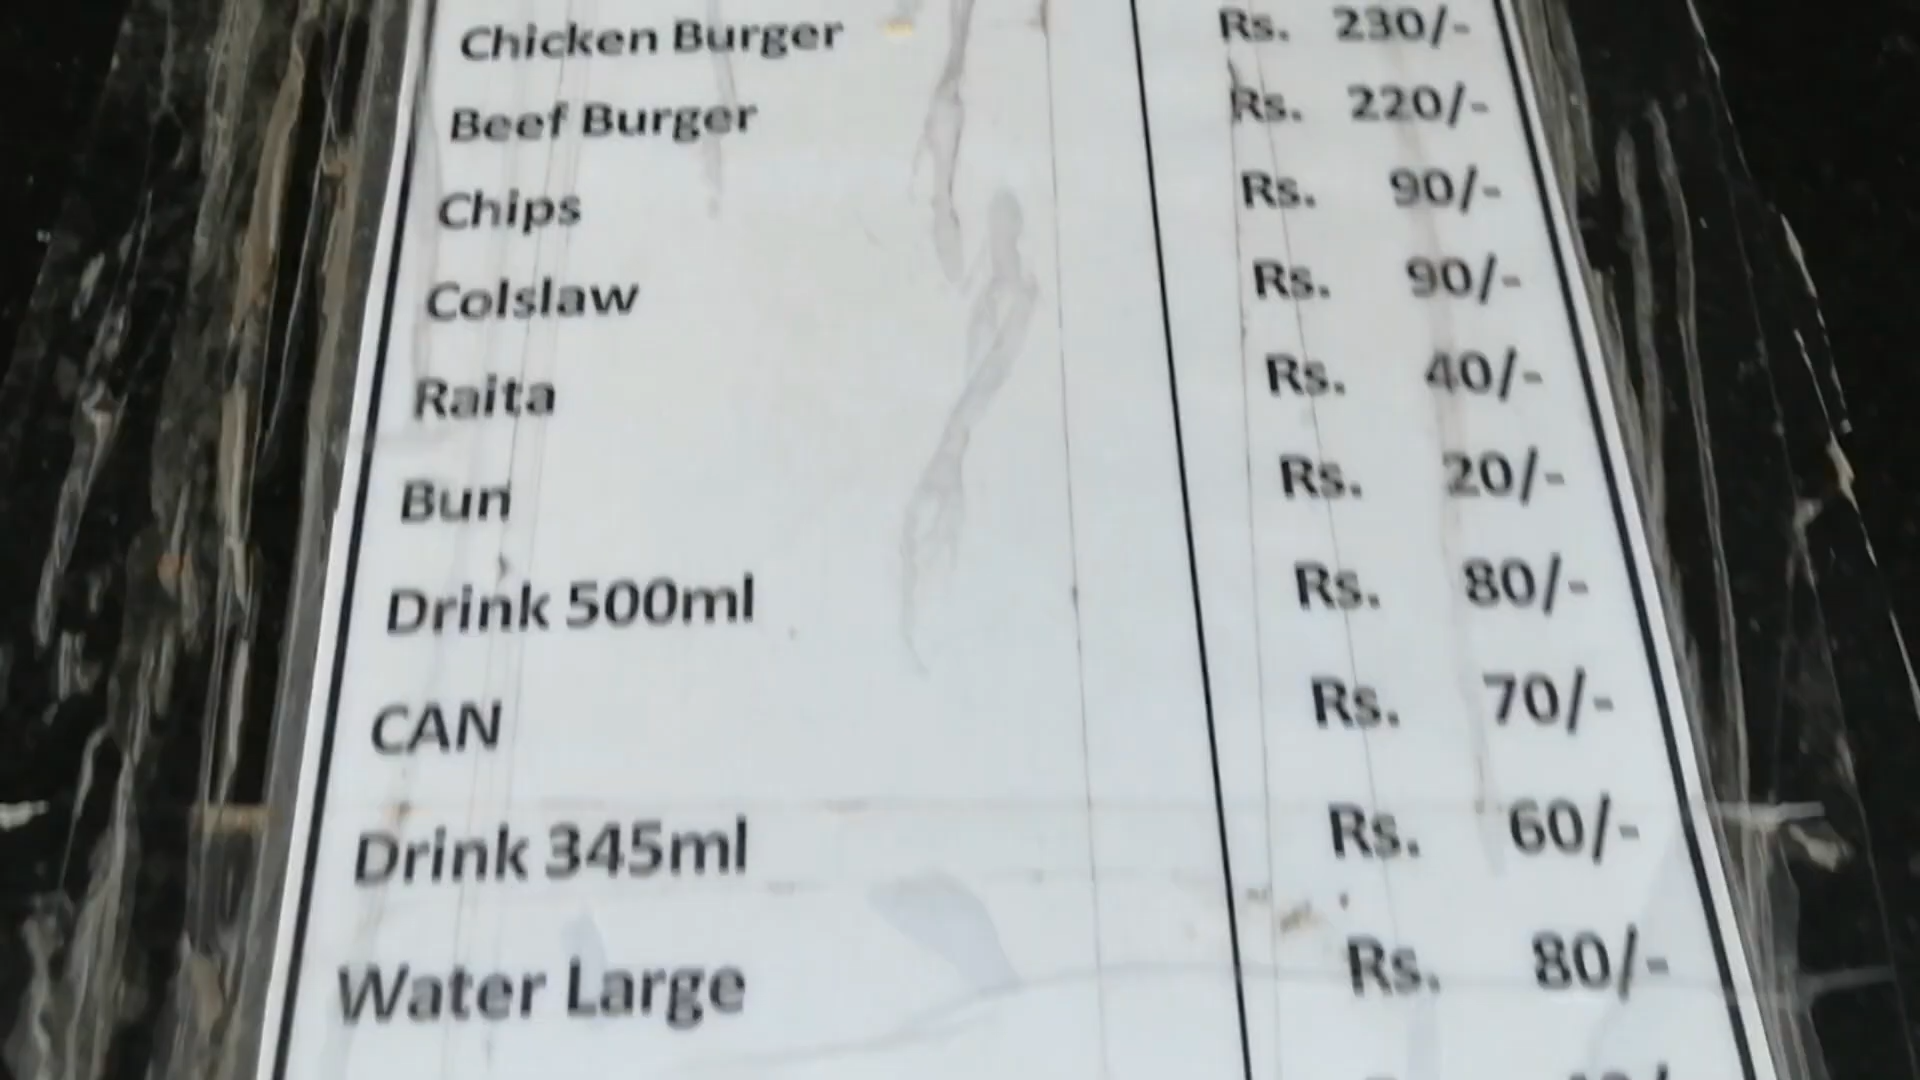 Chicken Burger Rs. 230/-
Beef Burger Rs. 220/-
Chips Rs. 90/-
Colslaw Rs. 90/-
Raita Rs. 40/-
Bun Rs. 20/-
Drink 500ml Rs. 80/-
CAN Rs. 70/-
Drink 345ml Rs. 60/-
Water Large Rs. 80/-